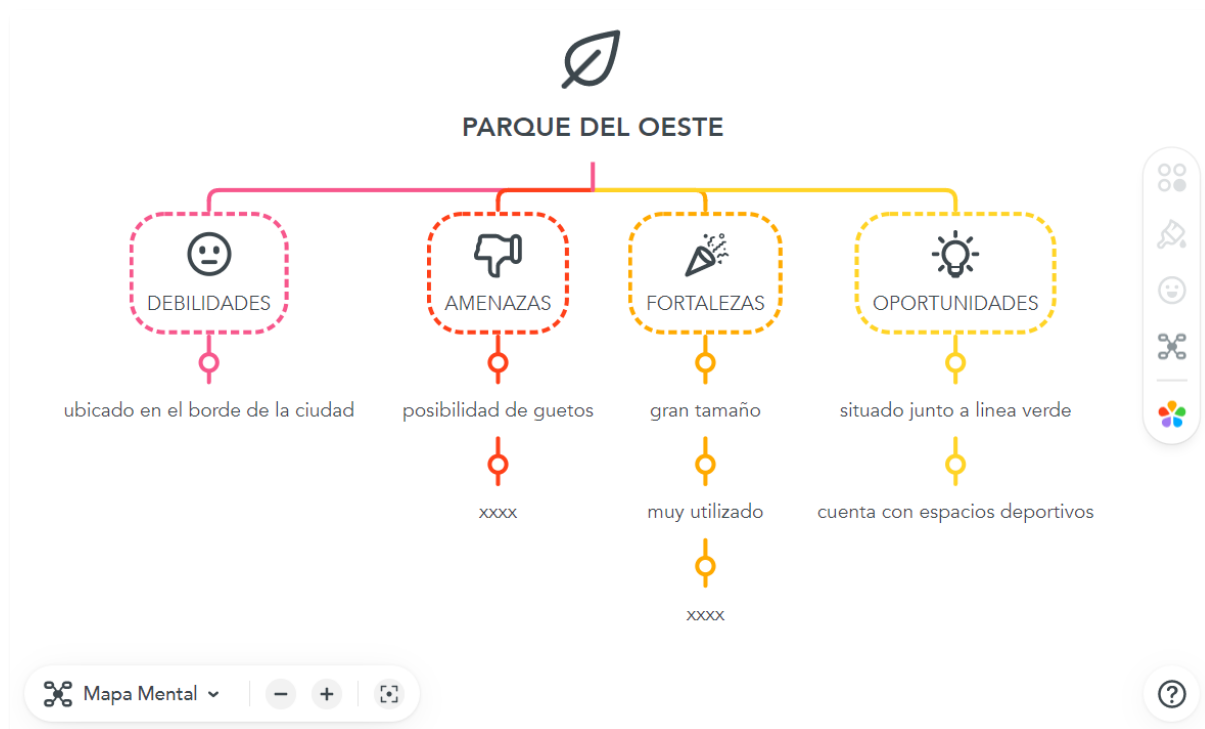 PARQUE DEL OESTE
DEBILIDADES
AMENAZAS
FORTALEZAS
OPORTUNIDADES
ubicado en el borde de la ciudad
posibilidad de guetos
gran tamaño
situado junto a linea verde
xxxx
muy utilizado
cuenta con espacios deportivos
xxxx
Mapa Mental